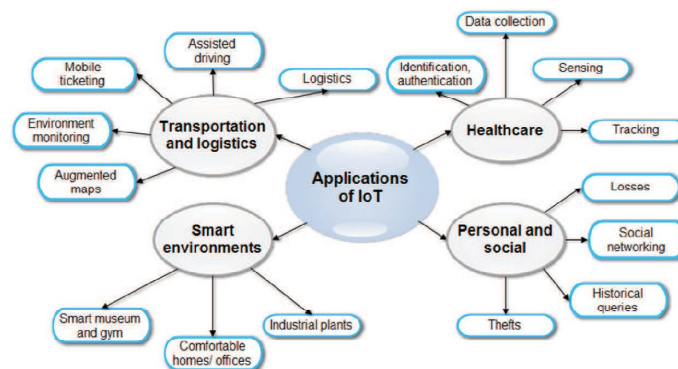 Data collection
Assisted
driving
Mobile
ticketing
Logistics
Identification,
authentication
Sensing
Environment
monitoring
Transportation
and logistics
Healthcare
Tracking
Augmented
maps
Applications
of IoT
Losses
Smart
environments
Personal and
social
Social
networking
Smart museum
and gym
Industrial plants
Historical
queries
Comfortable
homes/ offices
Thefts